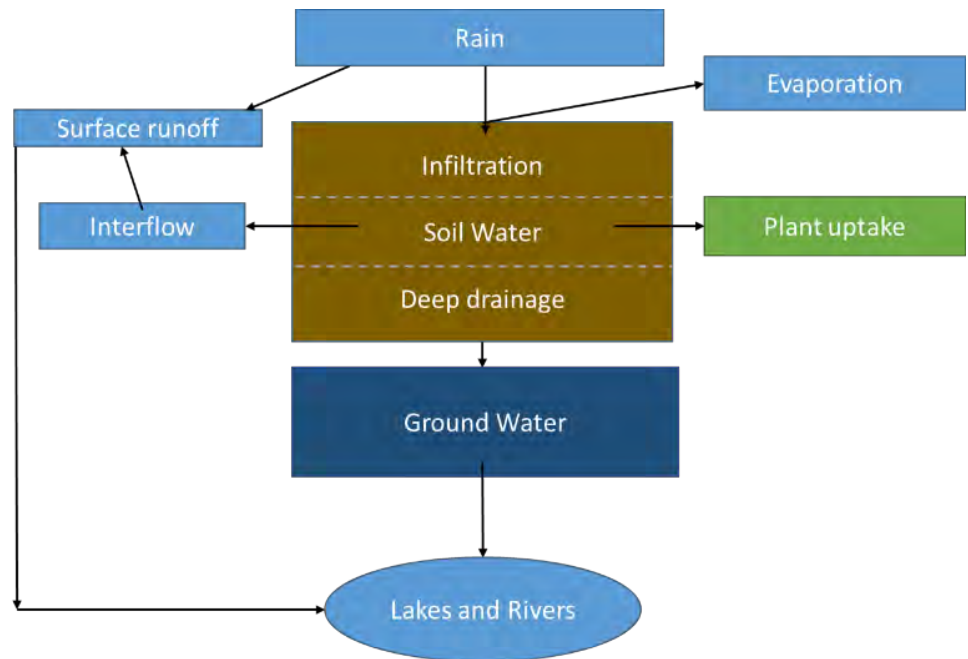 Rain
Evaporation
Surface runoff
Infiltration
Interflow
Soil Water
Plant uptake
Deep drainage
Ground Water
Lakes and Rivers